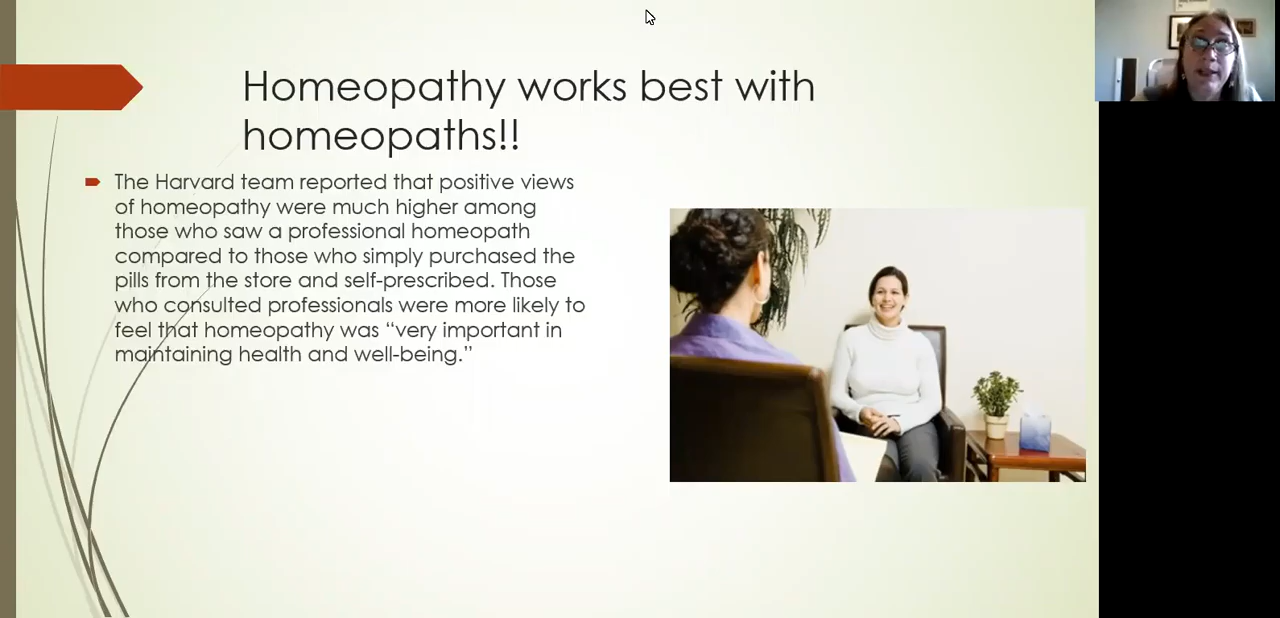 Homeopathy works best with
homeopaths!!
The Harvard team reported that positive views
of homeopathy were much higher among
those who saw a professional homeopath
compared to those who simply purchased the
pills from the store and self-prescribed. Those
who consulted professionals were more likely to
feel that homeopathy was “very important in
maintaining health and well-being.”